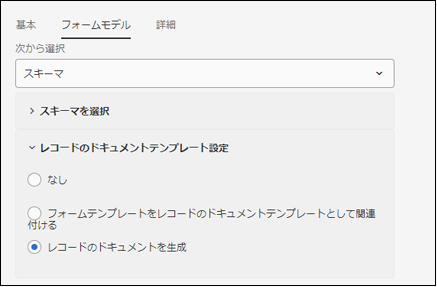 基本 フォームモデル 詳細
次から選択
スキーマ
スキーマを選択
レコードのドキュメントテンプレート設定
なし
フォームテンプレートをレコードのドキュメントテンプレートとして関連
付ける
レコードのドキュメントを生成